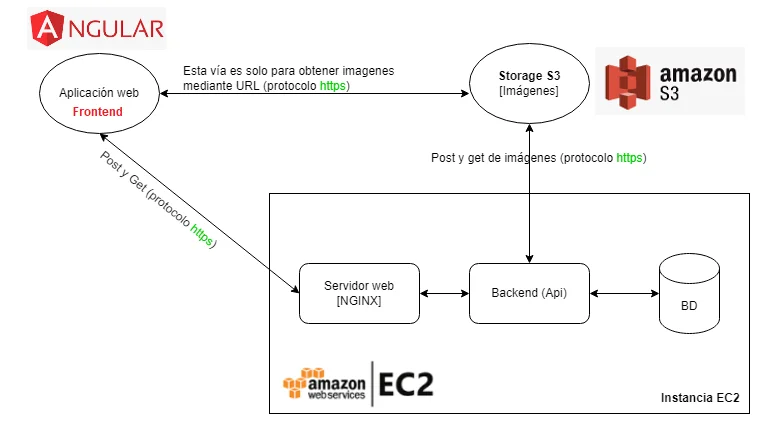 ANGULAR
Aplicación web
Frontend
Esta vía es solo para obtener imagenes
mediante URL (protocolo https)
Storage S3
[Imágenes]
amazon
S3
Post y Get (protocolo https)
Post y get de imágenes (protocolo https)
Servidor web
[NGINX]
Backend (Api)
BD
amazon
webservices
EC2
Instancia EC2